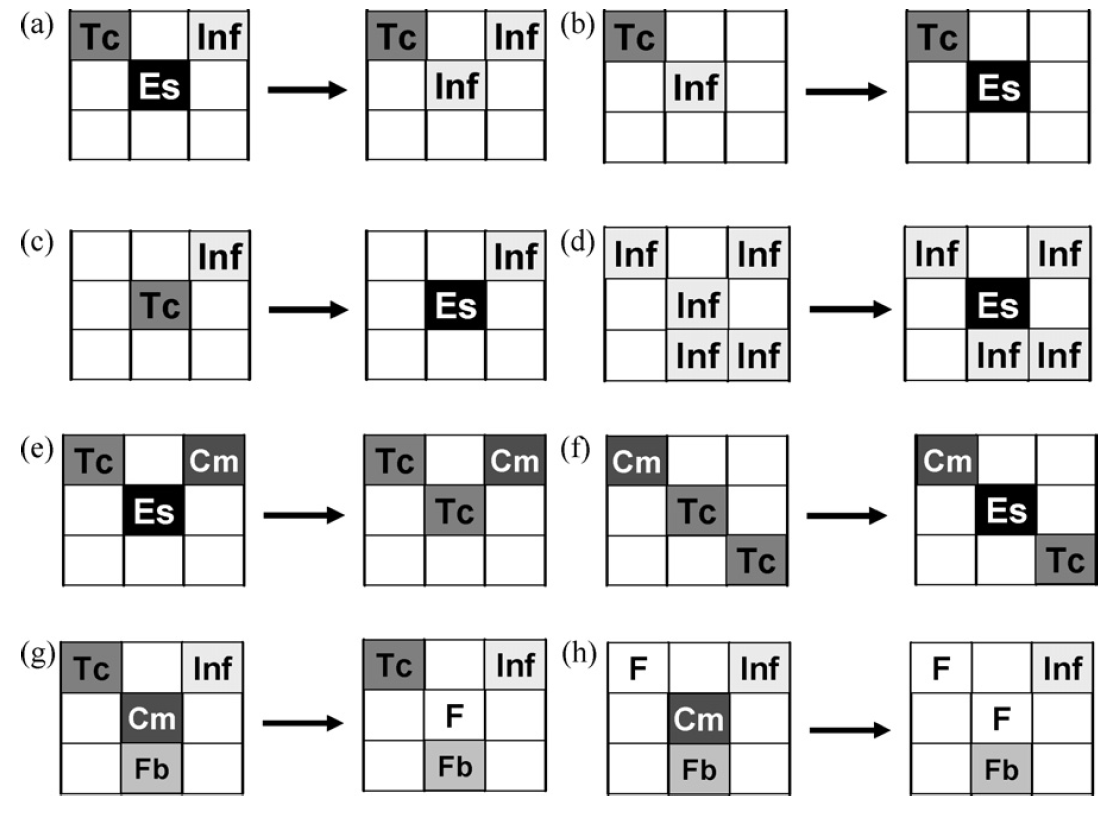 (a) Tc Inf Tc Inf (b) Tc Tc
Es Inf Inf Es
(c) Inf Inf (d) Inf Inf Inf Inf
Tc Es Inf Es
Inf Inf Inf Inf
(e) Tc Cm Tc Cm (f) Cm Cm
Es Tc Tc Es
Tc Tc
(g) Tc Inf Tc Inf (h) F Inf F Inf
Cm F Cm F
Fb Fb Fb Fb